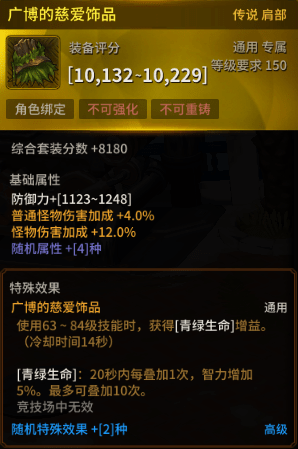 广博的慈爱饰品 传说 肩部
装备评分 通用 专属
[10,132~10,229] 等级要求 150
角色绑定 不可强化 不可重铸
综合套装分数 +8180
基础属性
防御力+[1123~1248]
普通怪物伤害加成 +4.0%
怪物伤害加成 +12.0%
随机属性 +[4]种
特殊效果
广博的慈爱饰品 通用
使用63 ~ 84级技能时，获得[青绿生命]增益。
（冷却时间14秒）
[青绿生命]：20秒内每叠加1次，智力增加
5%。最多可叠加10次。
竞技场中无效
随机特殊效果 +[2]种 高级